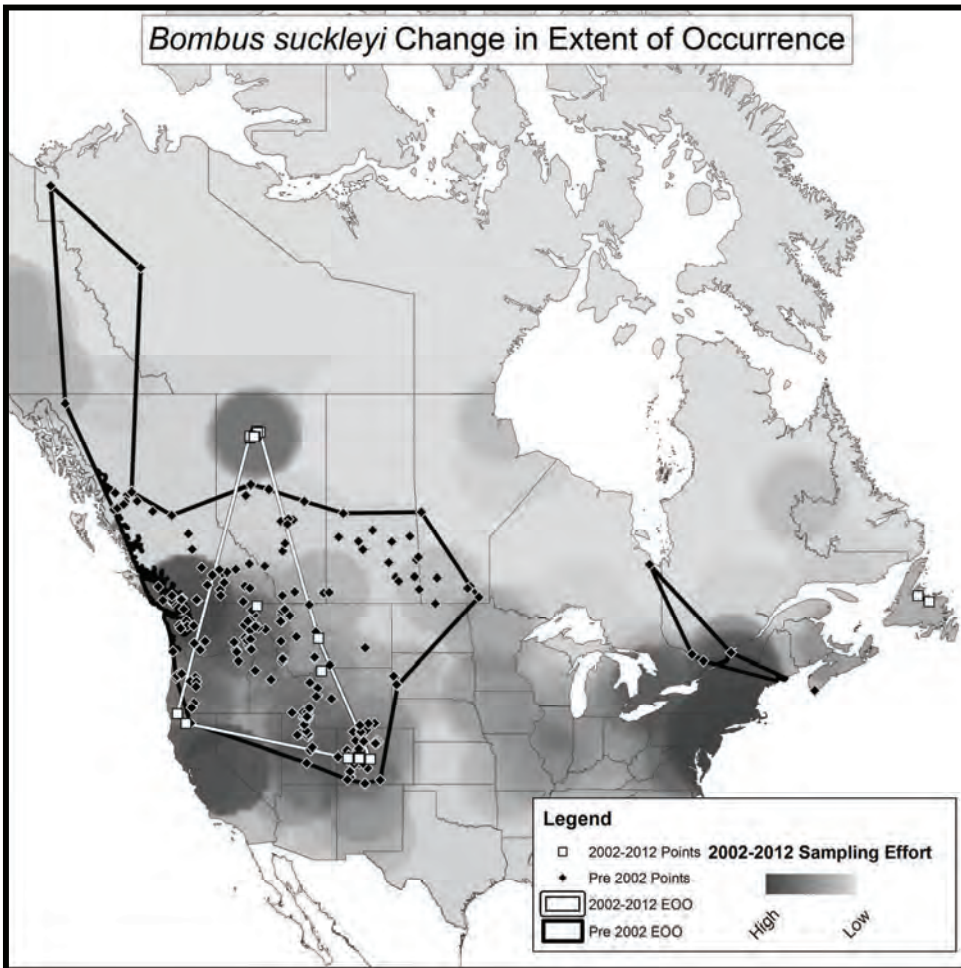 Bombus suckleyi Change in Extent of Occurrence
Legend
2002-2012 Points
Pre 2002 Points
2002-2012 EOO
Pre 2002 EOO
2002-2012 Sampling Effort
High
Low